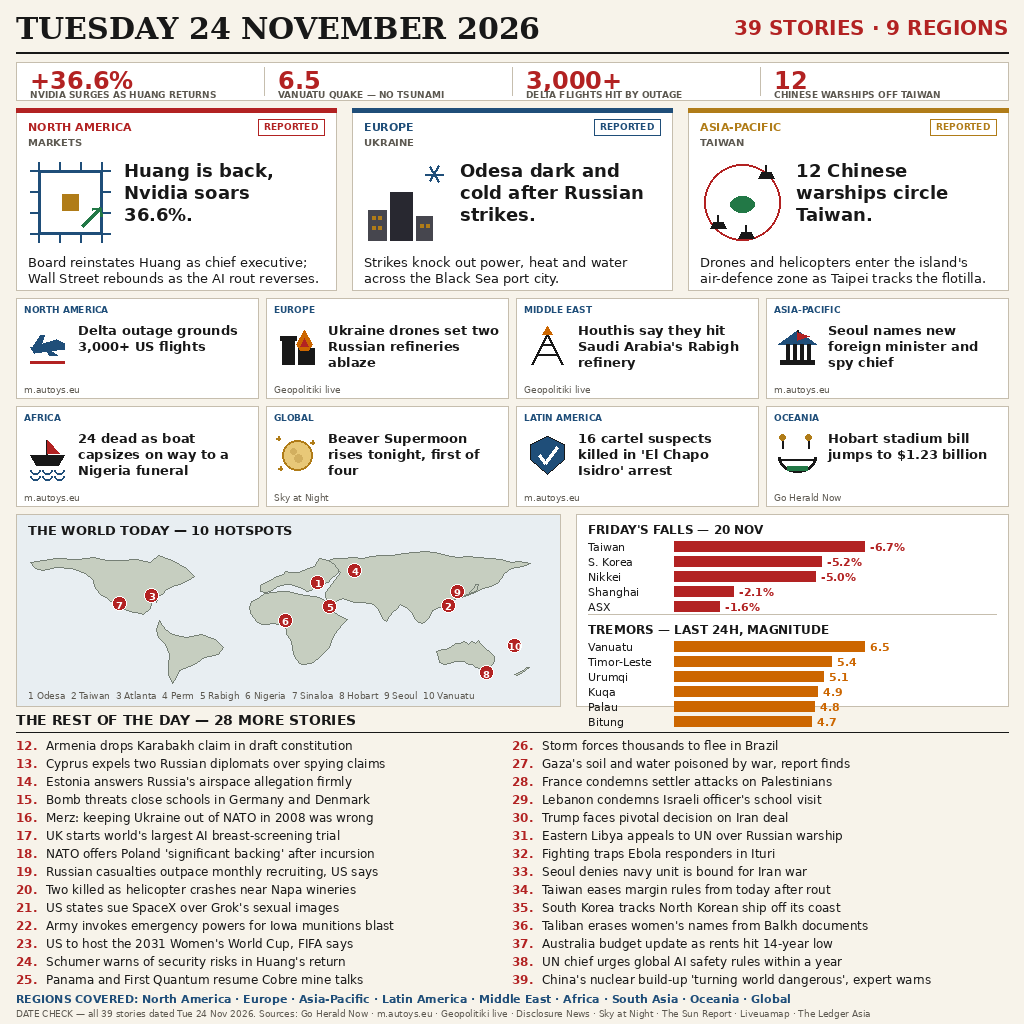 TUESDAY 24 NOVEMBER 2026
39 STORIES · 9 REGIONS
+36.6%
NVIDIA SURGES AS HUANG RETURNS
6.5
VANUATU QUAKE — NO TSUNAMI
3,000+
DELTA FLIGHTS HIT BY OUTAGE
12
CHINESE WARSHIPS OFF TAIWAN
NORTH AMERICA
REPORTED
MARKETS
Huang is back,
Nvidia soars
36.6%.
Board reinstates Huang as chief executive;
Wall Street rebounds as the AI rout reverses.
EUROPE
REPORTED
UKRAINE
Odesa dark and
cold after Russian
strikes.
Strikes knock out power, heat and water
across the Black Sea port city.
ASIA-PACIFIC
REPORTED
TAIWAN
12 Chinese
warships circle
Taiwan.
Drones and helicopters enter the island's
air-defence zone as Taipei tracks the flotilla.
NORTH AMERICA
Delta outage grounds
3,000+ US flights
m.autoys.eu
EUROPE
Ukraine drones set two
Russian refineries
ablaze
Geopolitiki live
MIDDLE EAST
Houthis say they hit
Saudi Arabia's Rabigh
refinery
Geopolitiki live
ASIA-PACIFIC
Seoul names new
foreign minister and
spy chief
m.autoys.eu
AFRICA
24 dead as boat
capsizes on way to a
Nigeria funeral
m.autoys.eu
GLOBAL
Beaver Supermoon
rises tonight, first of
four
Sky at Night
LATIN AMERICA
16 cartel suspects
killed in 'El Chapo
Isidro' arrest
m.autoys.eu
OCEANIA
Hobart stadium bill
jumps to $1.23 billion
Go Herald Now
THE WORLD TODAY — 10 HOTSPOTS
1
2
3
4
5
6
7
8
9
10
1 Odesa 2 Taiwan 3 Atlanta 4 Perm 5 Rabigh 6 Nigeria 7 Sinaloa 8 Hobart 9 Seoul 10 Vanuatu
FRIDAY'S FALLS — 20 NOV
Taiwan -6.7%
S. Korea -5.2%
Nikkei -5.0%
Shanghai -2.1%
ASX -1.6%
TREMORS — LAST 24H, MAGNITUDE
Vanuatu 6.5
Timor-Leste 5.4
Urumqi 5.1
Kuqa 4.9
Palau 4.8
Bitung 4.7
THE REST OF THE DAY — 28 MORE STORIES
12. Armenia drops Karabakh claim in draft constitution
13. Cyprus expels two Russian diplomats over spying claims
14. Estonia answers Russia's airspace allegation firmly
15. Bomb threats close schools in Germany and Denmark
16. Merz: keeping Ukraine out of NATO in 2008 was wrong
17. UK starts world's largest AI breast-screening trial
18. NATO offers Poland 'significant backing' after incursion
19. Russian casualties outpace monthly recruiting, US says
20. Two killed as helicopter crashes near Napa wineries
21. US states sue SpaceX over Grok's sexual images
22. Army invokes emergency powers for Iowa munitions blast
23. US to host the 2031 Women's World Cup, FIFA says
24. Schumer warns of security risks in Huang's return
25. Panama and First Quantum resume Cobre mine talks
26. Storm forces thousands to flee in Brazil
27. Gaza's soil and water poisoned by war, report finds
28. France condemns settler attacks on Palestinians
29. Lebanon condemns Israeli officer's school visit
30. Trump faces pivotal decision on Iran deal
31. Eastern Libya appeals to UN over Russian warship
32. Fighting traps Ebola responders in Ituri
33. Seoul denies navy unit is bound for Iran war
34. Taiwan eases margin rules from today after rout
35. South Korea tracks North Korean ship off its coast
36. Taliban erases women's names from Balkh documents
37. Australia budget update as rents hit 14-year low
38. UN chief urges global AI safety rules within a year
39. China's nuclear build-up 'turning world dangerous', expert warns
REGIONS COVERED: North America · Europe · Asia-Pacific · Latin America · Middle East · Africa · South Asia · Oceania · Global
DATE CHECK — all 39 stories dated Tue 24 Nov 2026. Sources: Go Herald Now · m.autoys.eu · Geopolitiki live · Disclosure News · Sky at Night · The Sun Report · Liveuamap · The Ledger Asia